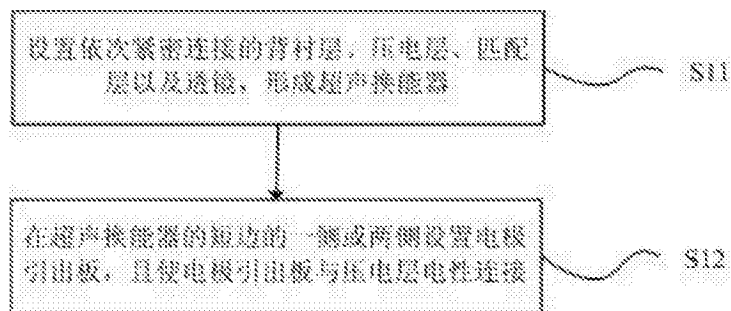 设置依次紧密连接的背衬层、压电层、匹配
层以及透镜，形成超声换能器
S11
在超声换能器的短边的一侧或两侧设置电极
引出板，且使电极引出板与压电层电性连接
S12